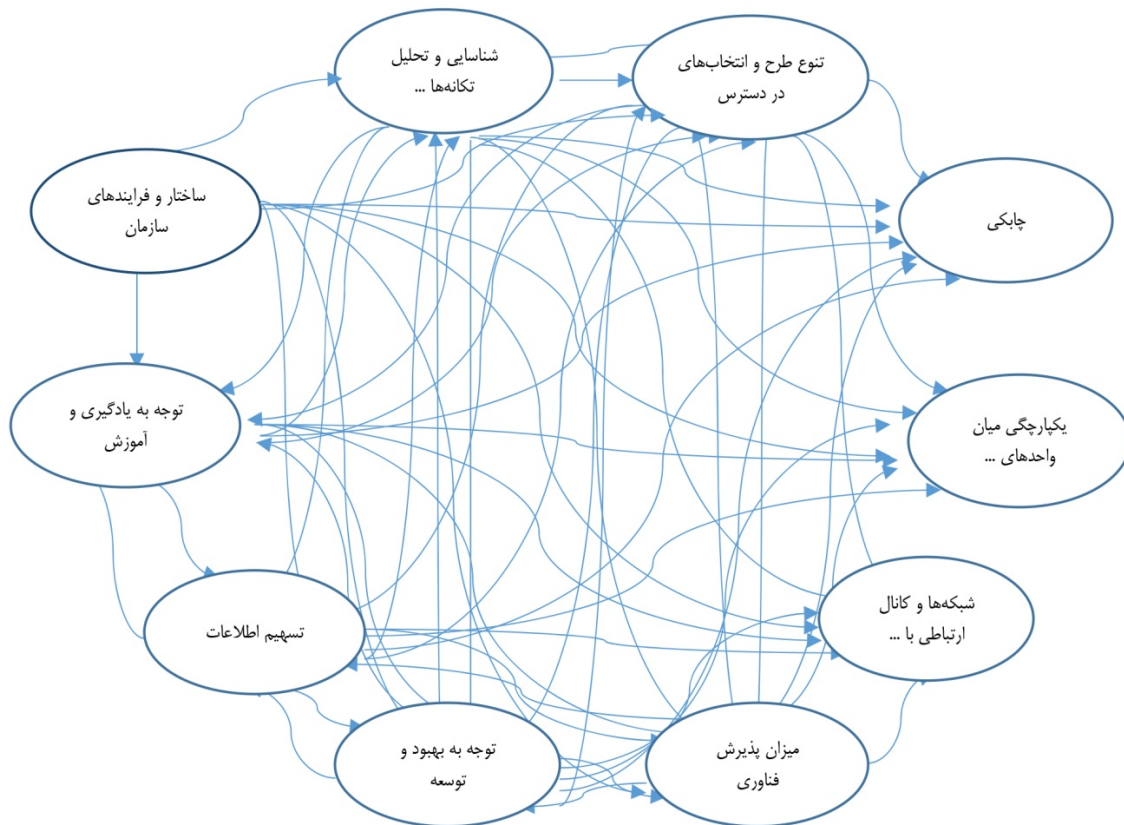 شناسایی و تحلیل
تکانه‌ها ...
تنوع طرح و انتخاب‌های
در دسترس
ساختار و فرایندهای
سازمان
چابکی
توجه به یادگیری و
آموزش
یکپارچگی میان
واحدهای ...
تسهیم اطلاعات
شبکه‌ها و کانال
ارتباطی با ...
توجه به بهبود و
توسعه
میزان پذیرش
فناوری